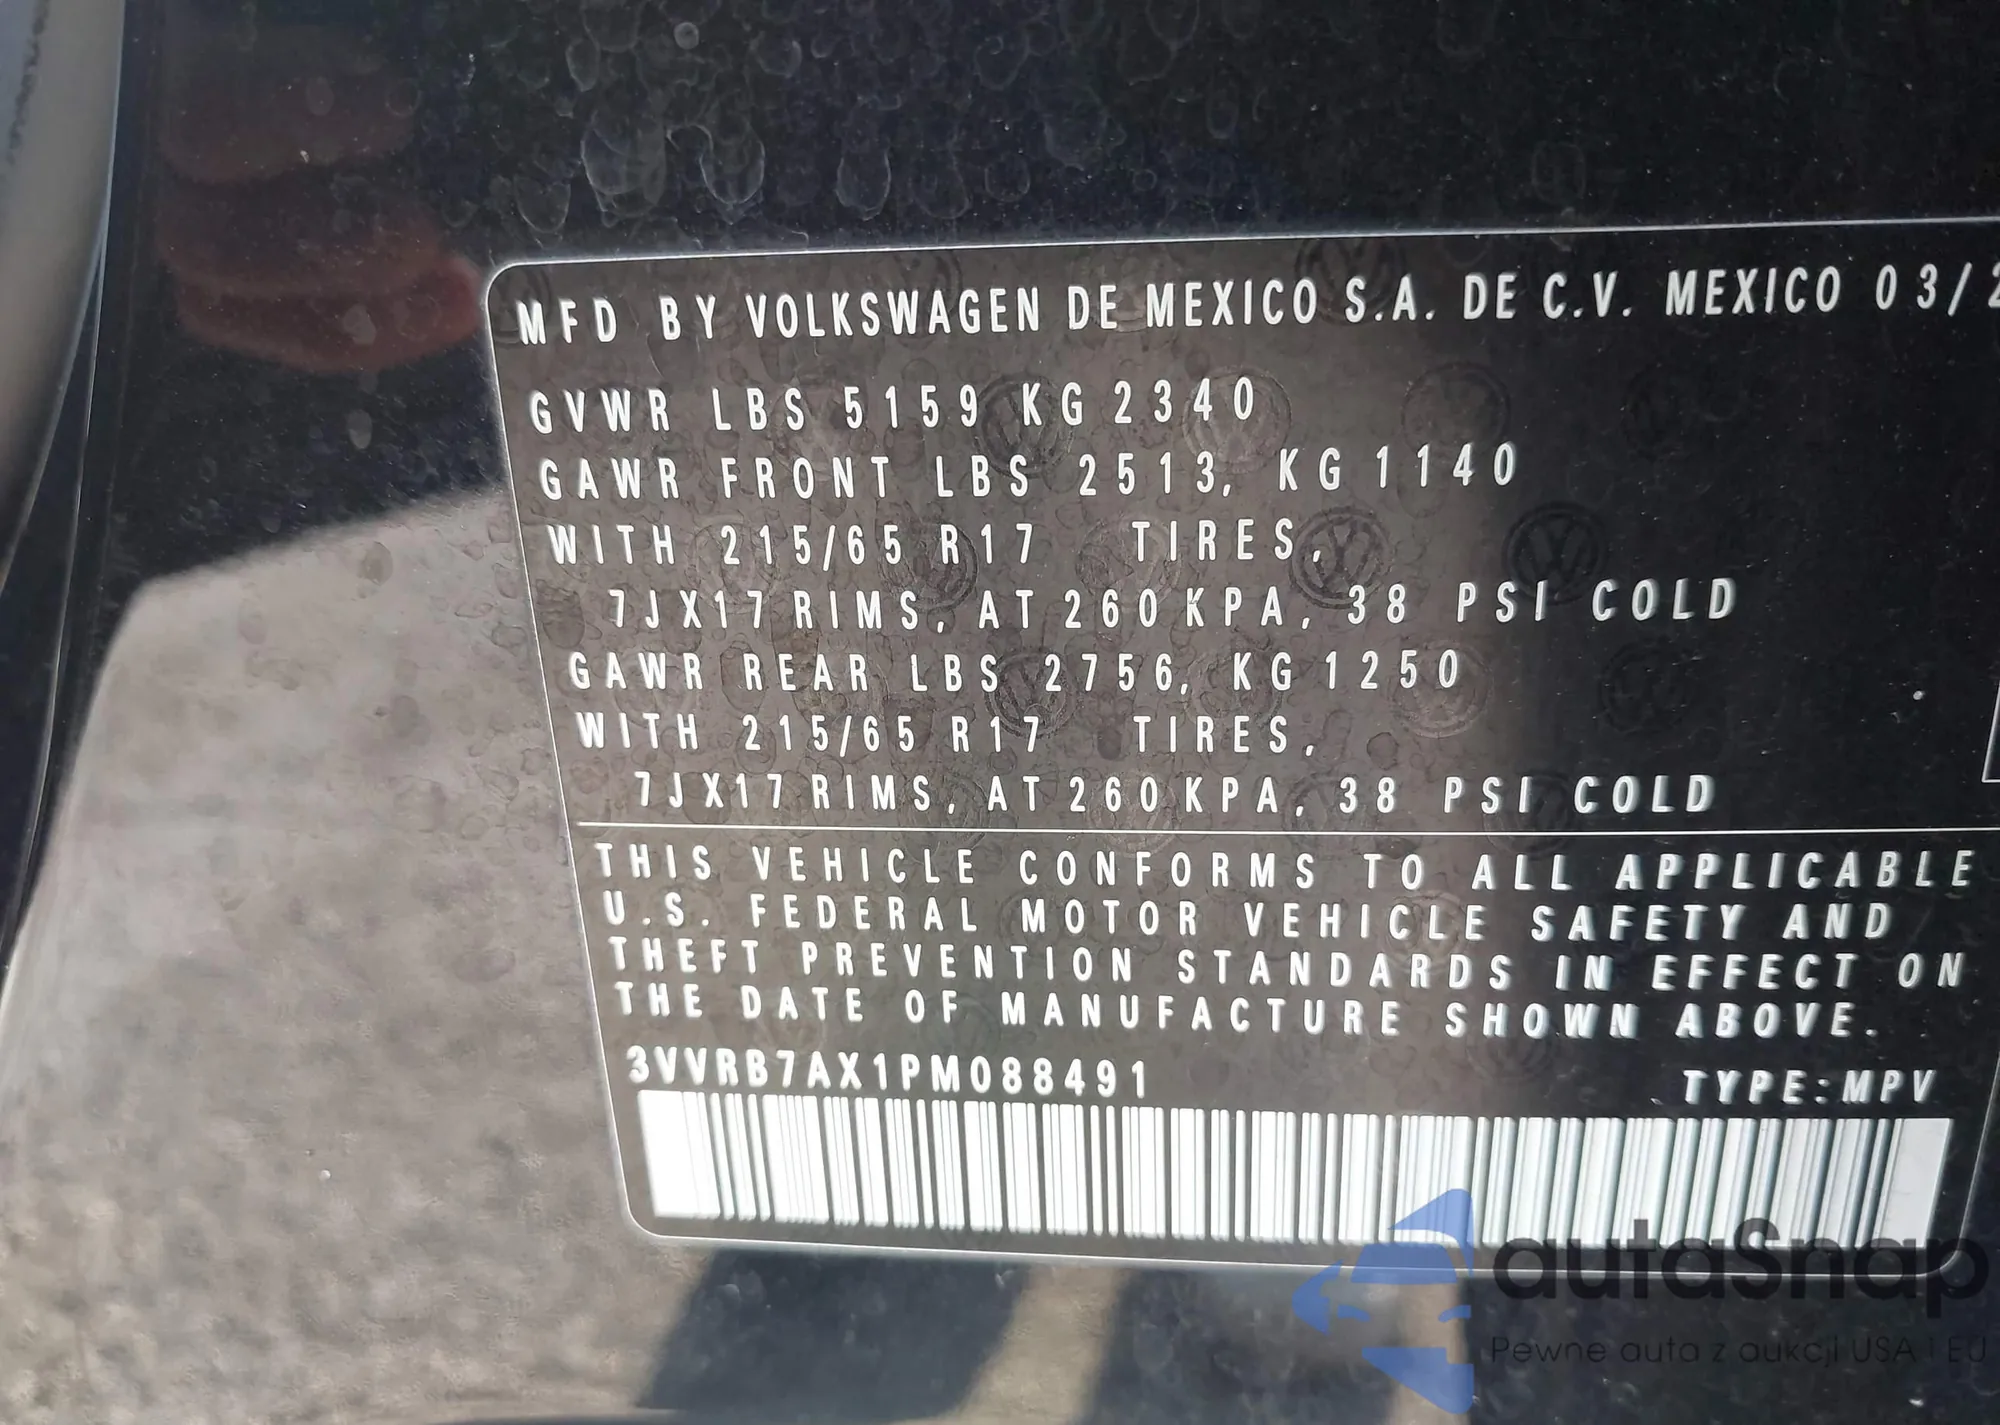 MFD BY VOLKSWAGEN DE MEXICO S.A. DE C.V. MEXICO 03/2
GVWR LBS 5159 KG 2340
GAWR FRONT LBS 2513, KG 1140
WITH 215/65 R17 TIRES,
7JX17 RIMS, AT 260 KPA, 38 PSI COLD
GAWR REAR LBS 2756, KG 1250
WITH 215/65 R17 TIRES,
7JX17 RIMS, AT 260 KPA, 38 PSI COLD
THIS VEHICLE CONFORMS TO ALL APPLICABLE
U.S. FEDERAL MOTOR VEHICLE SAFETY AND
THEFT PREVENTION STANDARDS IN EFFECT ON
THE DATE OF MANUFACTURE SHOWN ABOVE.
3VVRB7AX1PM088491 TYPE:MPV
autaSnap
Pewne auta z aukcji USA i EU